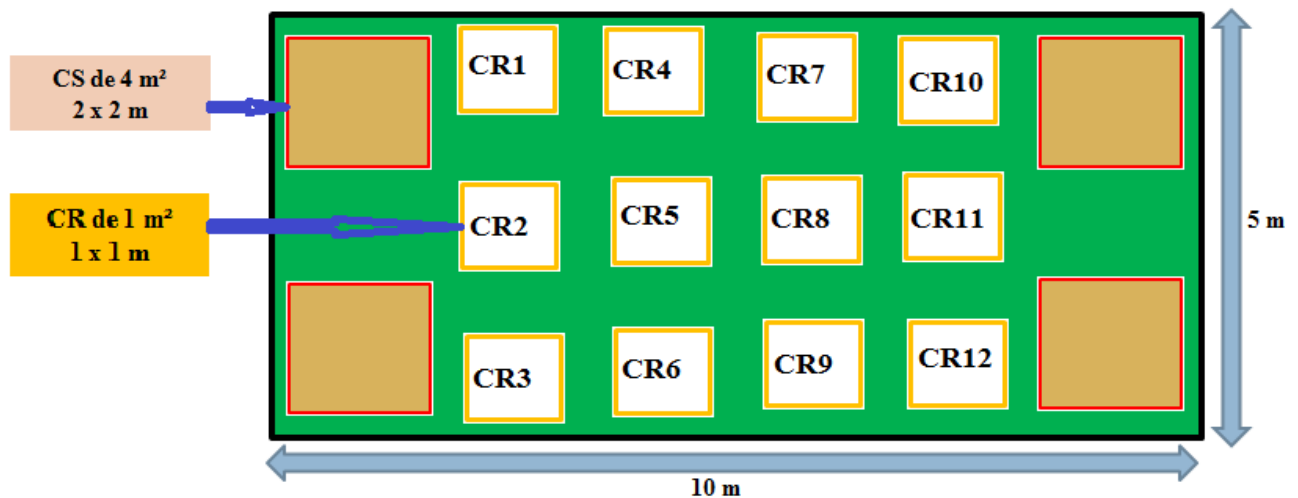 CS de 4 m²
2 x 2 m
CR de 1 m²
1 x 1 m
CR1
CR4
CR7
CR10
CR2
CR5
CR8
CR11
CR3
CR6
CR9
CR12
5 m
10 m